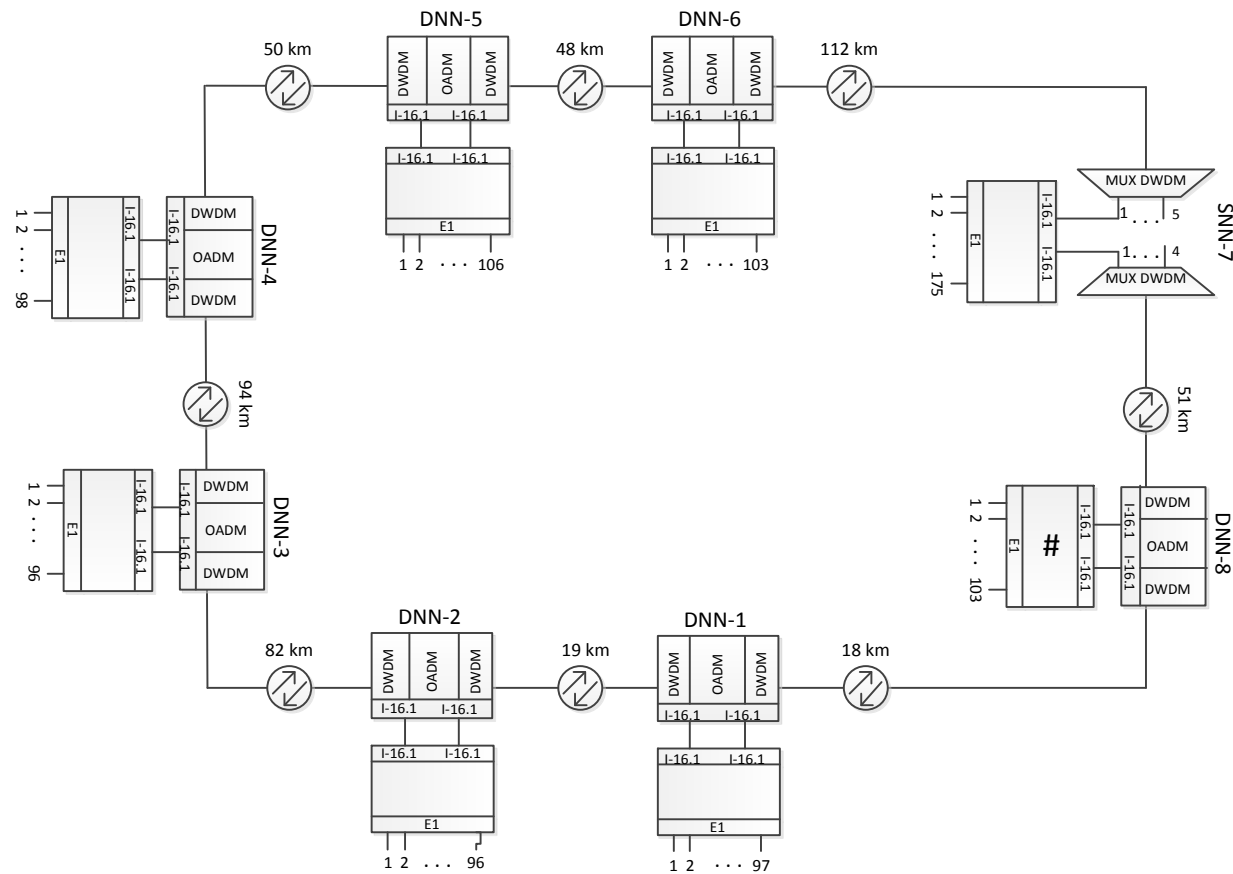 DNN-5
DNN-6
50 km
48 km
112 km
DWDM
OADM
DWDM
I-16.1 I-16.1
I-16.1 I-16.1
E1
1 2 . . . 106
DWDM
OADM
DWDM
I-16.1 I-16.1
I-16.1 I-16.1
E1
1 2 . . . 103
MUX DWDM
1 . . . 5
1. . . 4
MUX DWDM
SNN-7
I-16.1
I-16.1
1
2
. . .
175
1
2
. . .
98
E1
I-16.1
I-16.1
I-16.1
I-16.1
DWDM
OADM
DWDM
DNN-4
94 km
51 km
1
2
. . .
96
E1
I-16.1
I-16.1
I-16.1
I-16.1
DWDM
OADM
DWDM
DNN-3
1
2
. . .
103
E1
#
I-16.1
I-16.1
I-16.1
I-16.1
DWDM
OADM
DWDM
DNN-8
DNN-2
DNN-1
82 km
19 km
18 km
DWDM
OADM
DWDM
I-16.1 I-16.1
I-16.1 I-16.1
E1
1 2 . . . 96
DWDM
OADM
DWDM
I-16.1 I-16.1
I-16.1 I-16.1
E1
1 2 . . . 97